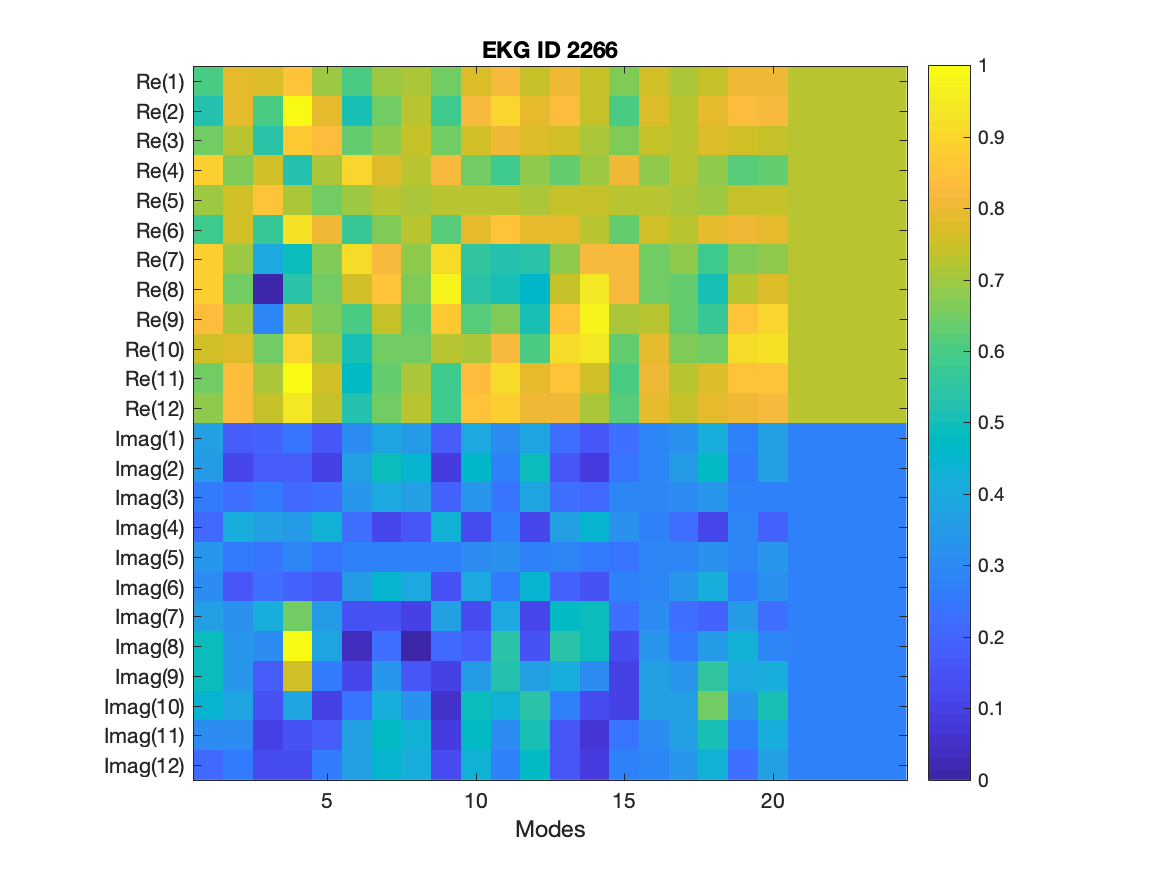 EKG ID 2266
Re(1)
Re(2)
Re(3)
Re(4)
Re(5)
Re(6)
Re(7)
Re(8)
Re(9)
Re(10)
Re(11)
Re(12)
Imag(1)
Imag(2)
Imag(3)
Imag(4)
Imag(5)
Imag(6)
Imag(7)
Imag(8)
Imag(9)
Imag(10)
Imag(11)
Imag(12)
5 10 15 20
Modes
1
0.9
0.8
0.7
0.6
0.5
0.4
0.3
0.2
0.1
0